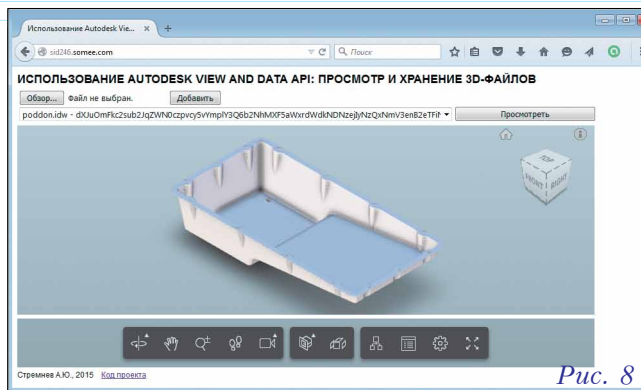 Использование Autodesk Vie...
sid246.somee.com
Поиск
ИСПОЛЬЗОВАНИЕ AUTODESK VIEW AND DATA API: ПРОСМОТР И ХРАНЕНИЕ 3D-ФАЙЛОВ
Обзор... Файл не выбран. Добавить
poddon.idw - Просмотреть
TOP
FRONT RIGHT
Стремнев А.Ю., 2015 Код проекта
Рис. 8